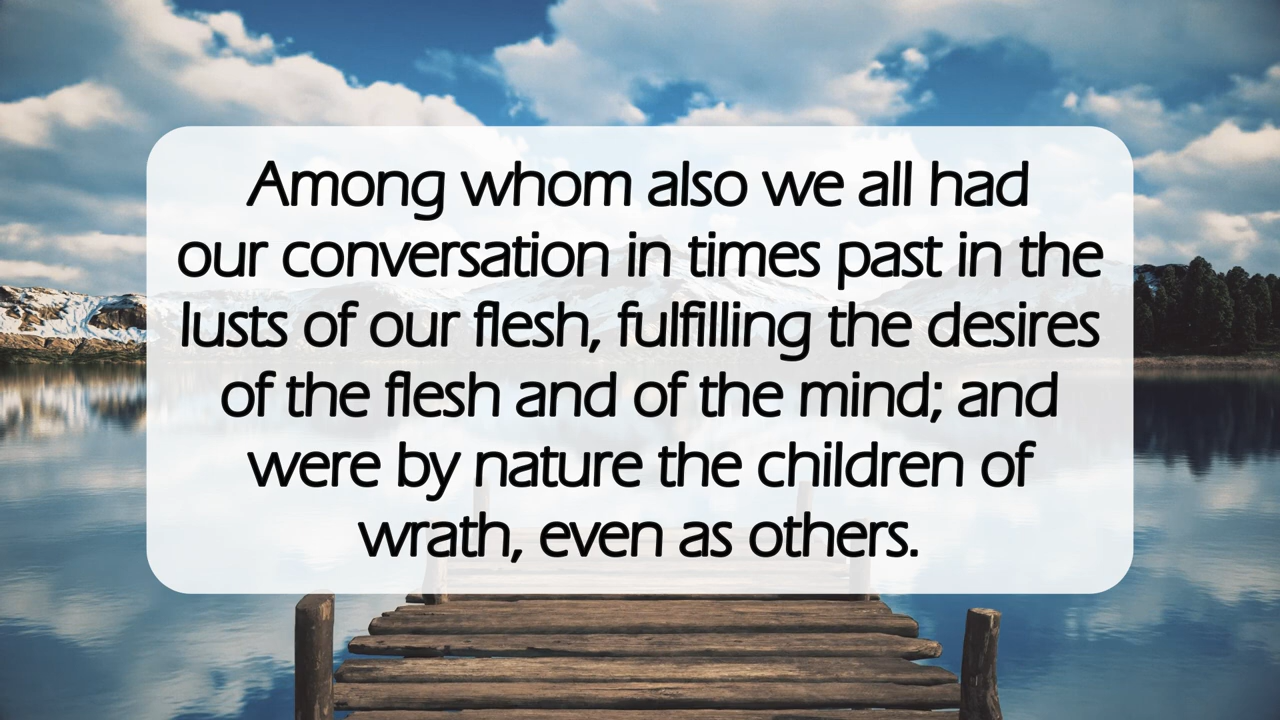 Among whom also we all had
our conversation in times past in the
lusts of our flesh, fulfilling the desires
of the flesh and of the mind; and
were by nature the children of
wrath, even as others.